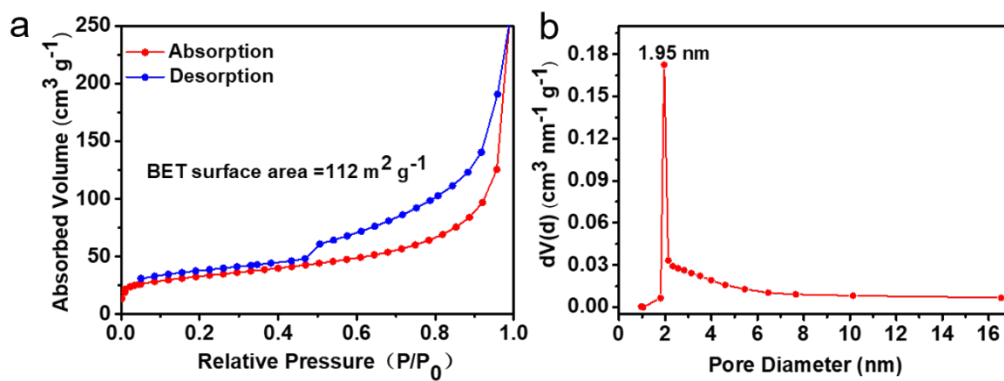 a
250
200
150
100
50
0
Absorbed Volume (cm³ g⁻¹)
Absorption
Desorption
BET surface area =112 m² g⁻¹
0.0 0.2 0.4 0.6 0.8 1.0
Relative Pressure (P/P₀)
b
0.18
0.15
0.12
0.09
0.06
0.03
0.00
dV(d) (cm³ nm⁻¹ g⁻¹)
1.95 nm
0 2 4 6 8 10 12 14 16
Pore Diameter (nm)